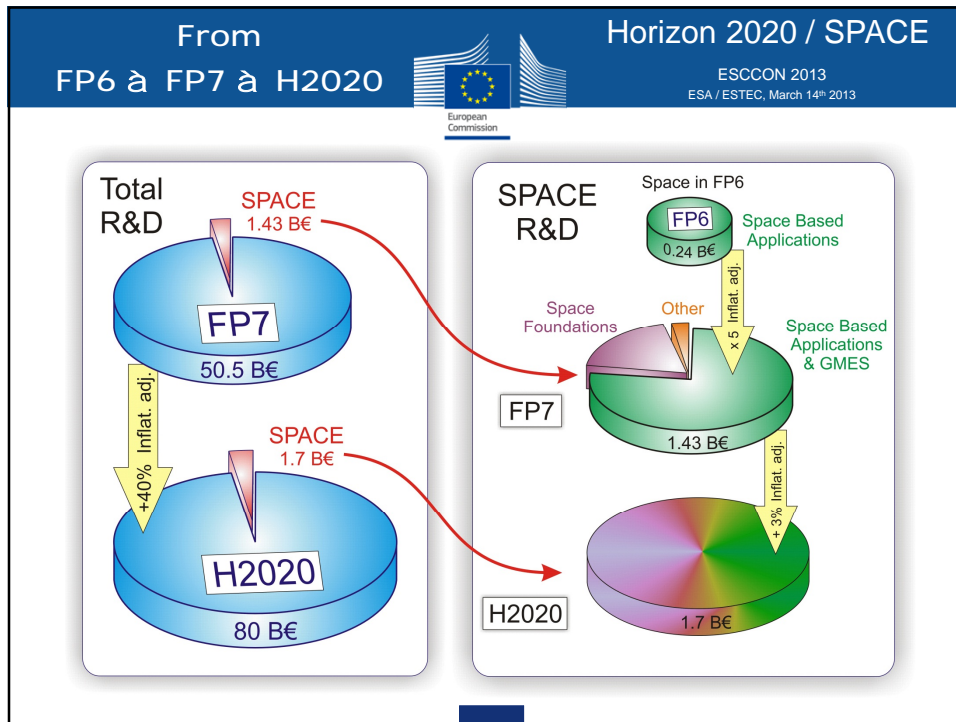 From
FP6 à FP7 à H2020
European
Commission
Horizon 2020 / SPACE
ESCCON 2013
ESA / ESTEC, March 14th 2013
Total
R&D
SPACE
1.43 B€
FP7
50.5 B€
+40% Inflat. adj.
SPACE
1.7 B€
H2020
80 B€
SPACE
R&D
Space in FP6
FP6
0.24 B€
Space Based
Applications
x 5 Inflat. adj.
Space
Foundations
Other
Space Based
Applications
& GMES
FP7
1.43 B€
+ 3% Inflat. adj.
H2020
1.7 B€